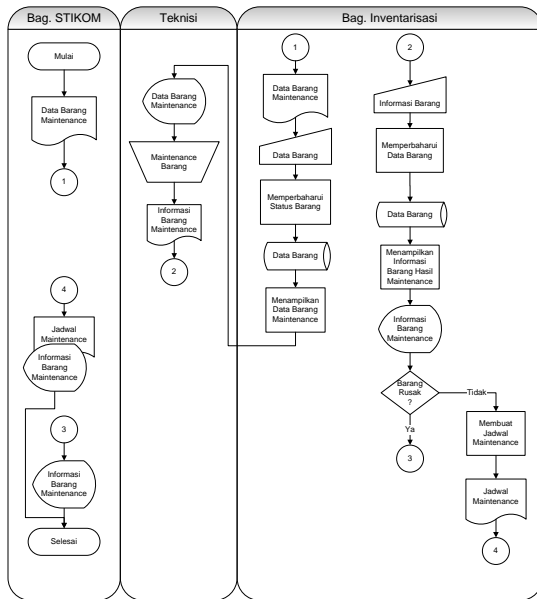 Bag. STIKOM
Mulai
Data Barang
Maintenance
1
4
Jadwal
Maintenance
Informasi
Barang
Maintenance
3
Informasi
Barang
Maintenance
Selesai
Teknisi
Data Barang
Maintenance
Maintenance
Barang
Informasi
Barang
Maintenance
2
Bag. Inventarisasi
1
Data Barang
Maintenance
Data Barang
Memperbaharui
Status Barang
Data Barang
Menampilkan
Data Barang
Maintenance
2
Informasi Barang
Memperbaharui
Data Barang
Data Barang
Menampilkan
Informasi
Barang Hasil
Maintenance
Informasi
Barang
Maintenance
Barang
Rusak
?
Ya
3
Tidak
Membuat
Jadwal
Maintenance
Jadwal
Maintenance
4